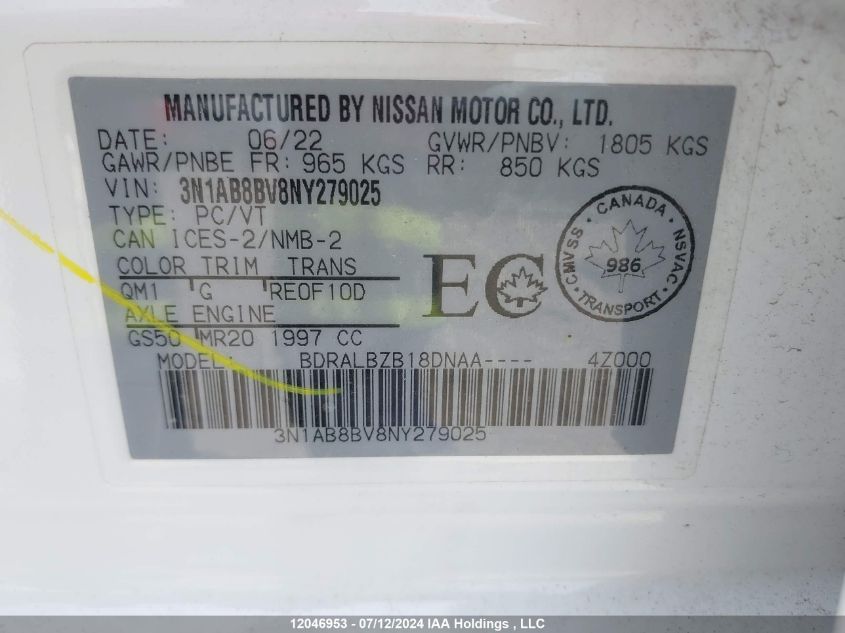 MANUFACTURED BY NISSAN MOTOR CO., LTD.
DATE: 06/22 GVWR/PNBV: 1805 KGS
GAWR/PNBE FR: 965 KGS RR: 850 KGS
VIN: 3N1AB8BV8NY279025
TYPE: PC/VT
CAN ICES-2/NMB-2
COLOR TRIM TRANS
QM1 G RE0F10D
AXLE ENGINE
GS50 MR20 1997 CC
EC
CANADA
CMVSS NSVAC
986
TRANSPORT
MODEL: BDRALBZB18DNAA---- 4Z000
3N1AB8BV8NY279025
12046953 - 07/12/2024 IAA Holdings , LLC